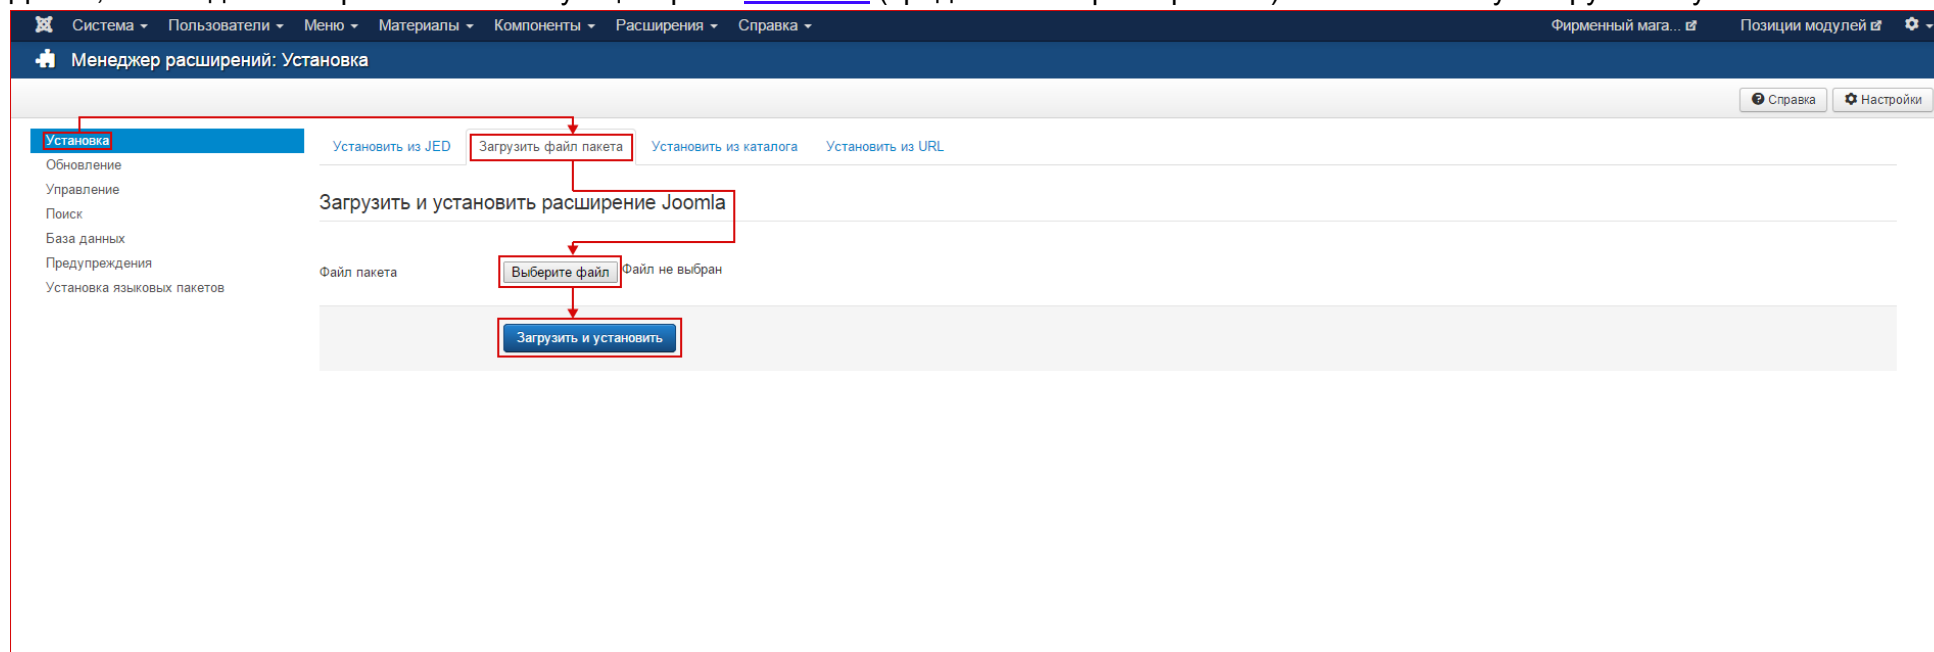 Система Пользователи Меню Материалы Компоненты Расширения Справка Фирменный мага... Позиции модулей
Менеджер расширений: Установка
Справка Настройки
Установка
Обновление
Управление
Поиск
База данных
Предупреждения
Установка языковых пакетов
Установить из JED Загрузить файл пакета Установить из каталога Установить из URL
Загрузить и установить расширение Joomla
Файл пакета Выберите файл Файл не выбран
Загрузить и установить